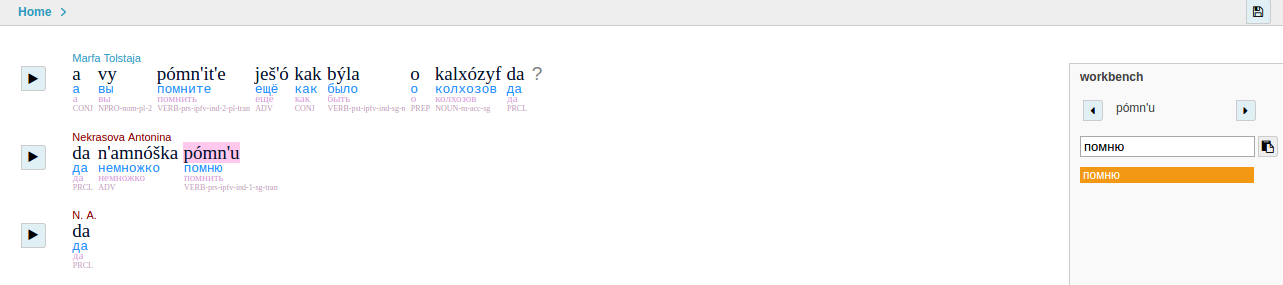 Home
Marfa Tolstaja
a vy pómn'it'e ješ'ó kak býla o kalxózyf da ?
а вы помните ещё как было о колхозов да
а вы помнить ещё как быть о колхозов да
CONJ NPRO-nom-pl-2 VERB-prs-ipfv-ind-2-pl-tran ADV CONJ VERB-pst-ipfv-ind-sg-n PREP NOUN-m-acc-sg PRCL
Nekrasova Antonina
da n'amnóška pómn'u
да немножко помню
да немножко помнить
PRCL ADV VERB-prs-ipfv-ind-1-sg-tran
N. A.
da
да
да
PRCL
workbench
pómn'u
помню
помню